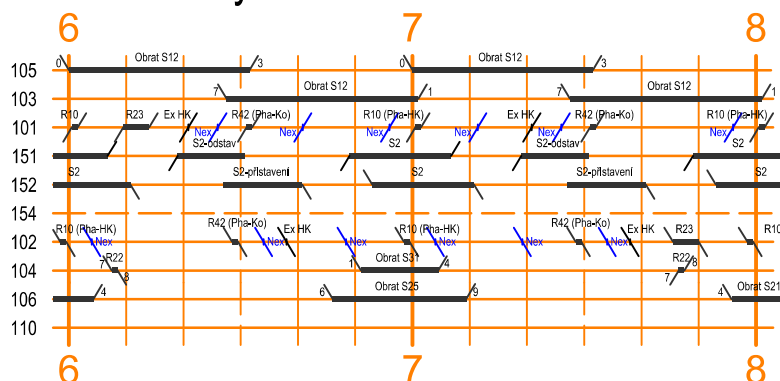 6 7 8
Obrat S12 Obrat S12
105 0 3 0 3
Obrat S12 Obrat S12
103 7 1 7 1
R10 R23 Ex HK R42 (Pha-Ko) R10 (Pha-HK) Ex HK R42 (Pha-Ko) R10 (Pha-HK)
101 Nex Nex Nex Nex Nex Nex
S2-odstav S2 S2-odstav S2
151
S2 S2-přistavení S2 S2-přistavení S2
152
154
R10 (Pha-HK) R42 (Pha-Ko) Ex HK R10 (Pha-HK) R42 (Pha-Ko) Ex HK R23 R10
102 Nex Nex Nex Nex Nex Nex
7 R22 Obrat S31 R22 8
104 8 1 4 7
Obrat S25 Obrat S21
106 4 6 9 4
110
6 7 8